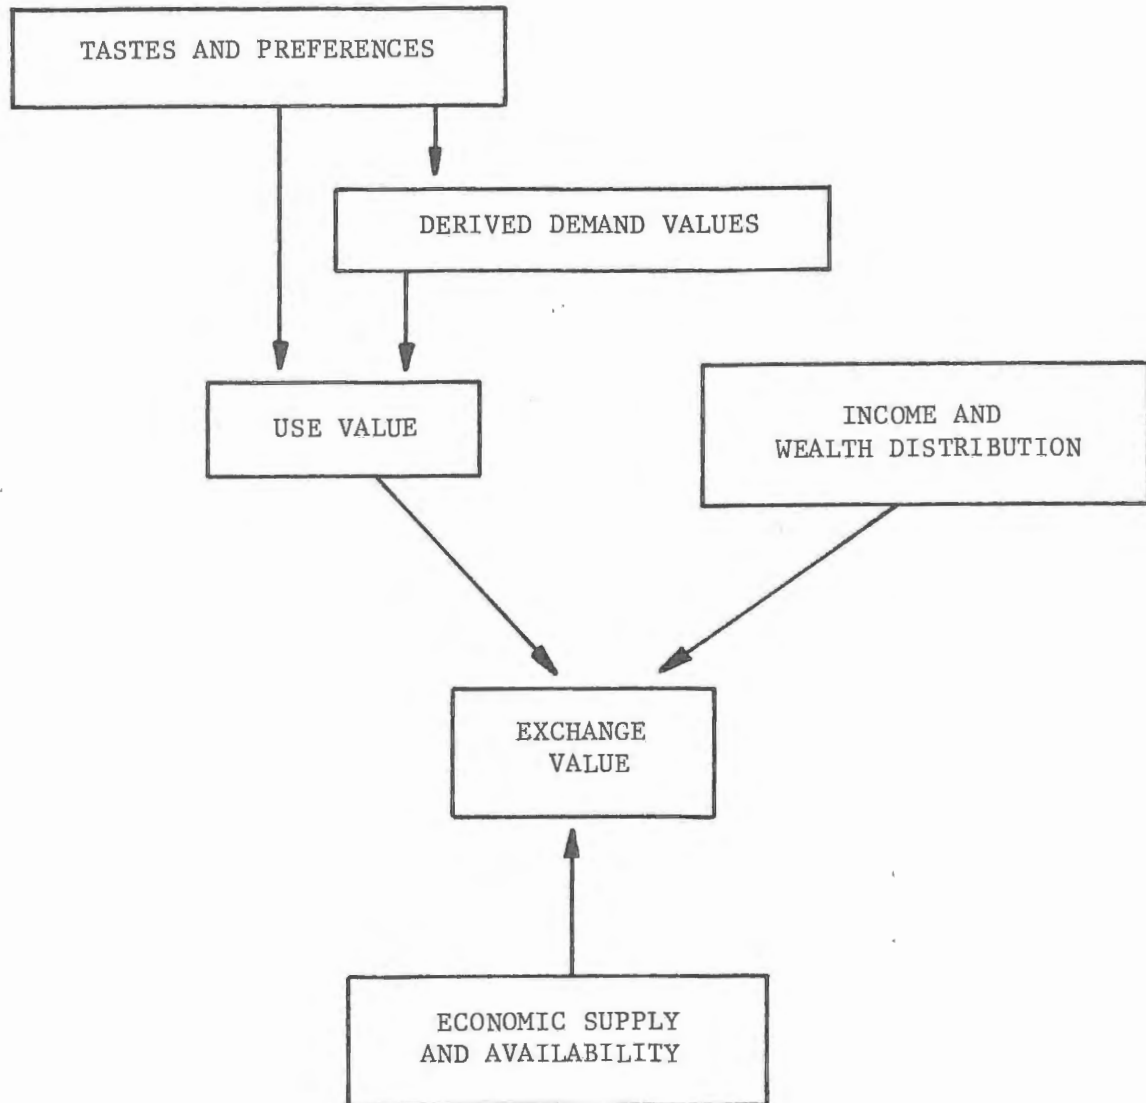 TASTES AND PREFERENCES
DERIVED DEMAND VALUES
USE VALUE
INCOME AND
WEALTH DISTRIBUTION
EXCHANGE
VALUE
ECONOMIC SUPPLY
AND AVAILABILITY